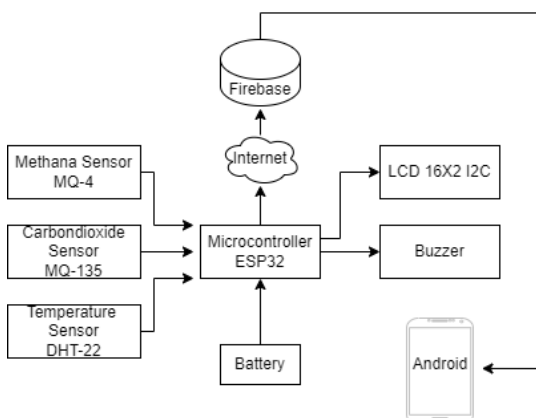 Firebase
Internet
Methana Sensor
MQ-4
LCD 16X2 I2C
Carbondioxide
Sensor
MQ-135
Microcontroller
ESP32
Buzzer
Temperature
Sensor
DHT-22
Battery
Android